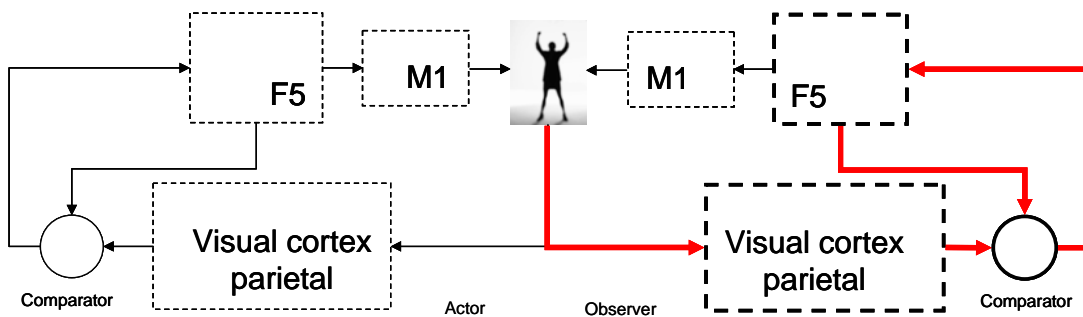 F5
M1
M1
F5
Visual cortex
parietal
Visual cortex
parietal
Comparator
Actor
Observer
Comparator